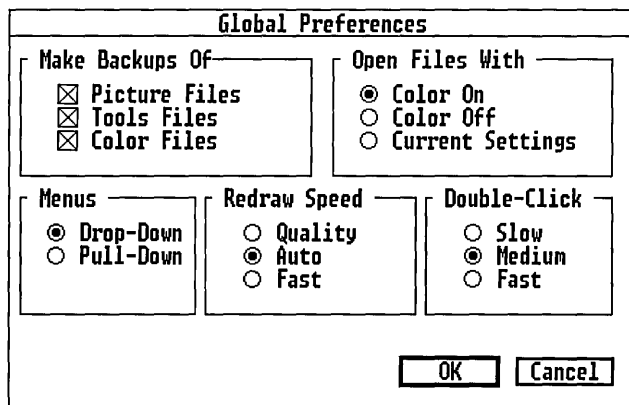 Global Preferences
Make Backups Of
Picture Files
Tools Files
Color Files
Open Files With
Color On
Color Off
Current Settings
Menus
Drop-Down
Pull-Down
Redraw Speed
Quality
Auto
Fast
Double-Click
Slow
Medium
Fast
OK
Cancel